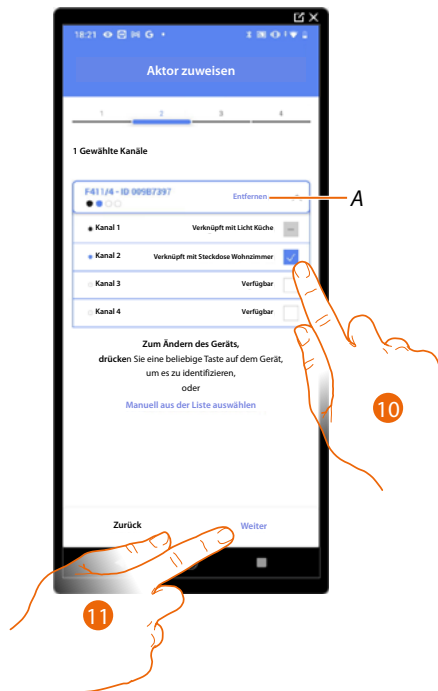 18:21 G
Aktor zuweisen
1 2 3 4
1 Gewählte Kanäle
F411/4 - ID 009B7397
Entfernen
A
Kanal 1 Verknüpft mit Licht Küche
Kanal 2 Verknüpft mit Steckdose Wohnzimmer
Kanal 3 Verfügbar
Kanal 4 Verfügbar
Zum Ändern des Geräts,
drücken Sie eine beliebige Taste auf dem Gerät,
um es zu identifizieren,
oder
Manuell aus der Liste auswählen
10
Zurück Weiter
11